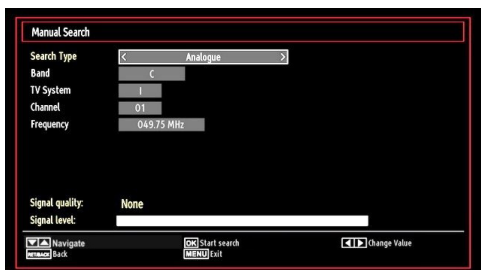 Manual Search
Search Type < Analogue >
Band C
TV System I
Channel 01
Frequency 049.75 MHz
Signal quality: None
Signal level:
Navigate OK Start search Change Value
RET/BACK Back MENU Exit